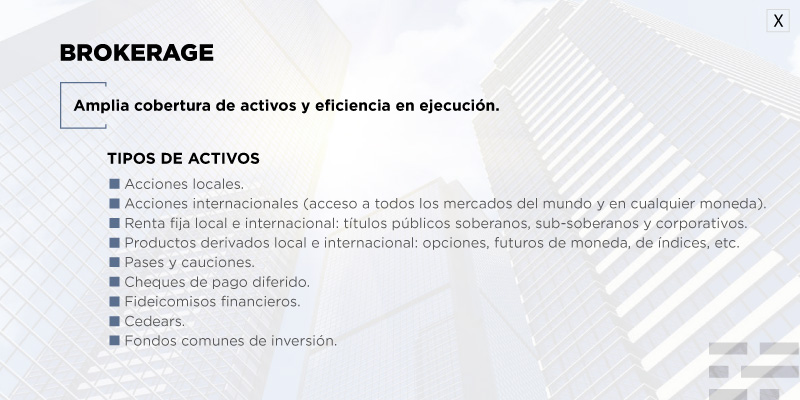 X
BROKERAGE
Amplia cobertura de activos y eficiencia en ejecución.
TIPOS DE ACTIVOS
Acciones locales.
Acciones internacionales (acceso a todos los mercados del mundo y en cualquier moneda).
Renta fija local e internacional: títulos públicos soberanos, sub-soberanos y corporativos.
Productos derivados local e internacional: opciones, futuros de moneda, de índices, etc.
Pases y cauciones.
Cheques de pago diferido.
Fideicomisos financieros.
Cedears.
Fondos comunes de inversión.